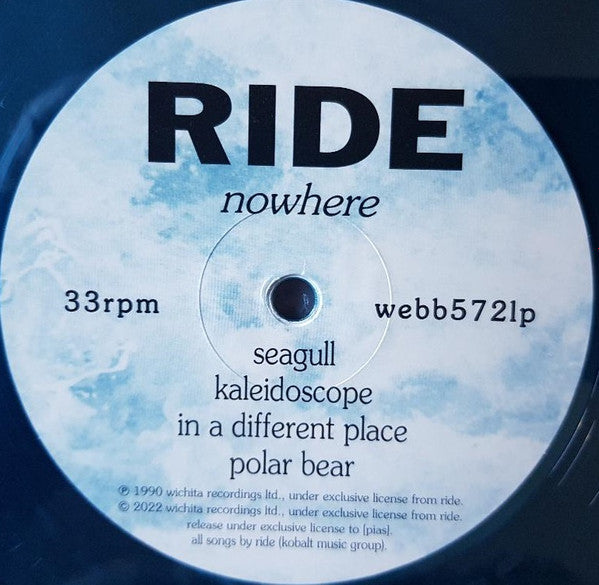 RIDE
nowhere
33rpm
webb572lp
seagull
kaleidoscope
in a different place
polar bear
℗ 1990 wichita recordings ltd., under exclusive license from ride.
© 2022 wichita recordings ltd., under exclusive license from ride.
release under exclusive license to [pias].
all songs by ride (kobalt music group).